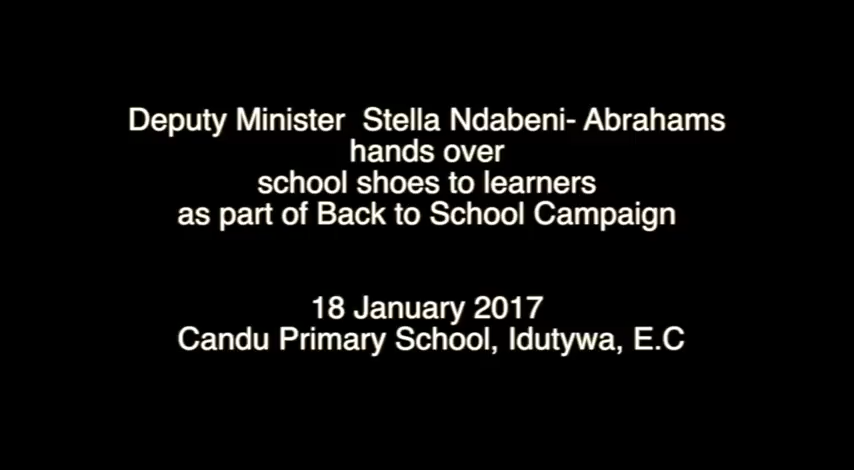 Deputy Minister  Stella Ndabeni- Abrahams
hands over
school shoes to learners
as part of Back to School Campaign
18 January 2017
Candu Primary School, Idutywa, E.C